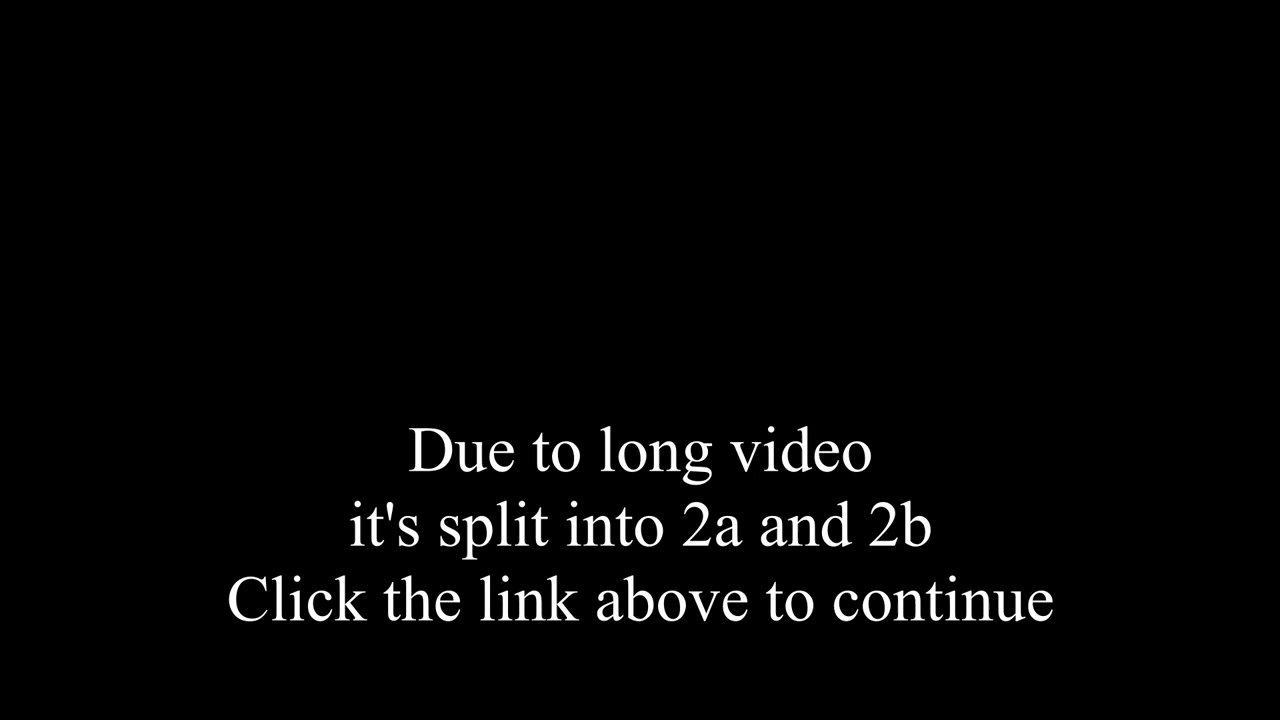 Due to long video
it's split into 2a and 2b
Click the link above to continue